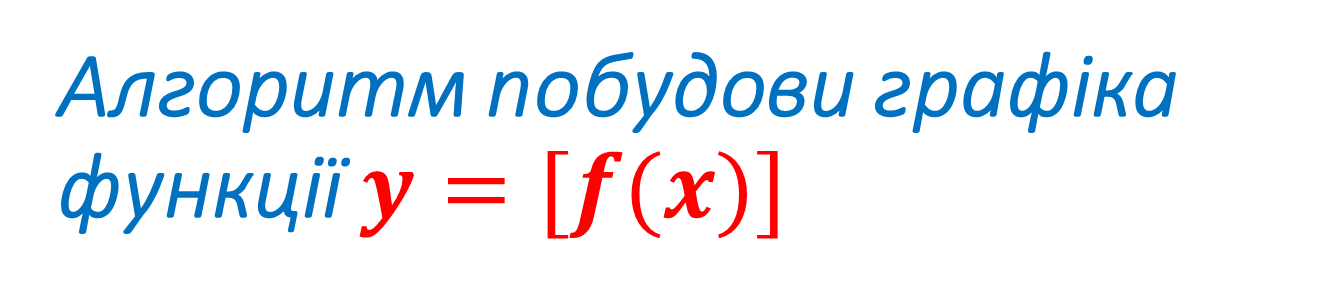 Алгоритм побудови графіка
функції y = [f(x)]